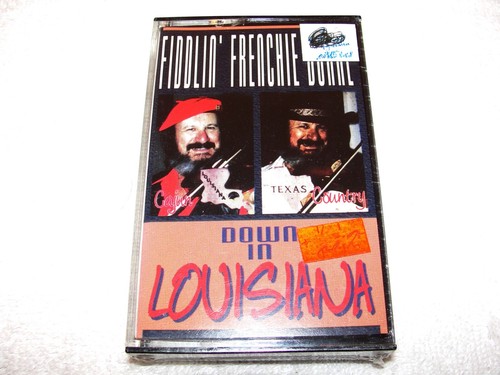 FIDDLIN' FRENCHIE BURKE
Cajun
TEXAS Country
DOWN
IN
LOUISIANA